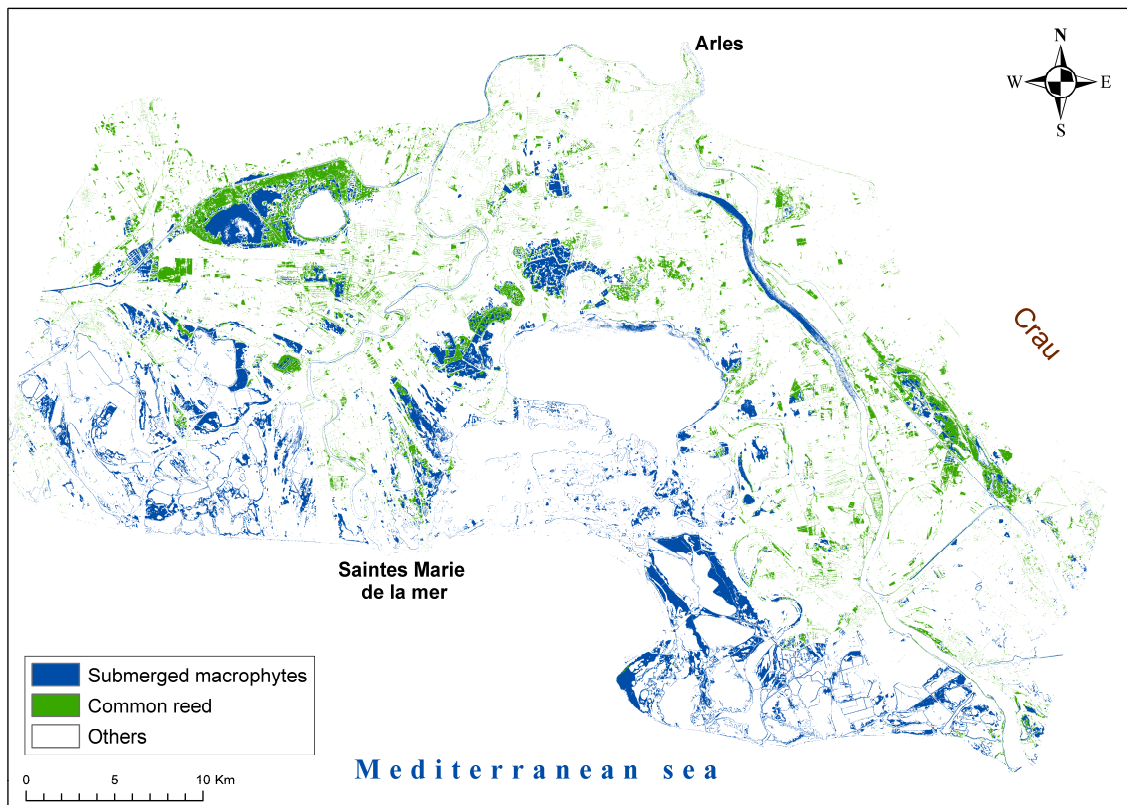 Arles
N
W E
S
Crau
Saintes Marie
de la mer
Submerged macrophytes
Common reed
Others
0 5 10 Km
Mediterranean sea